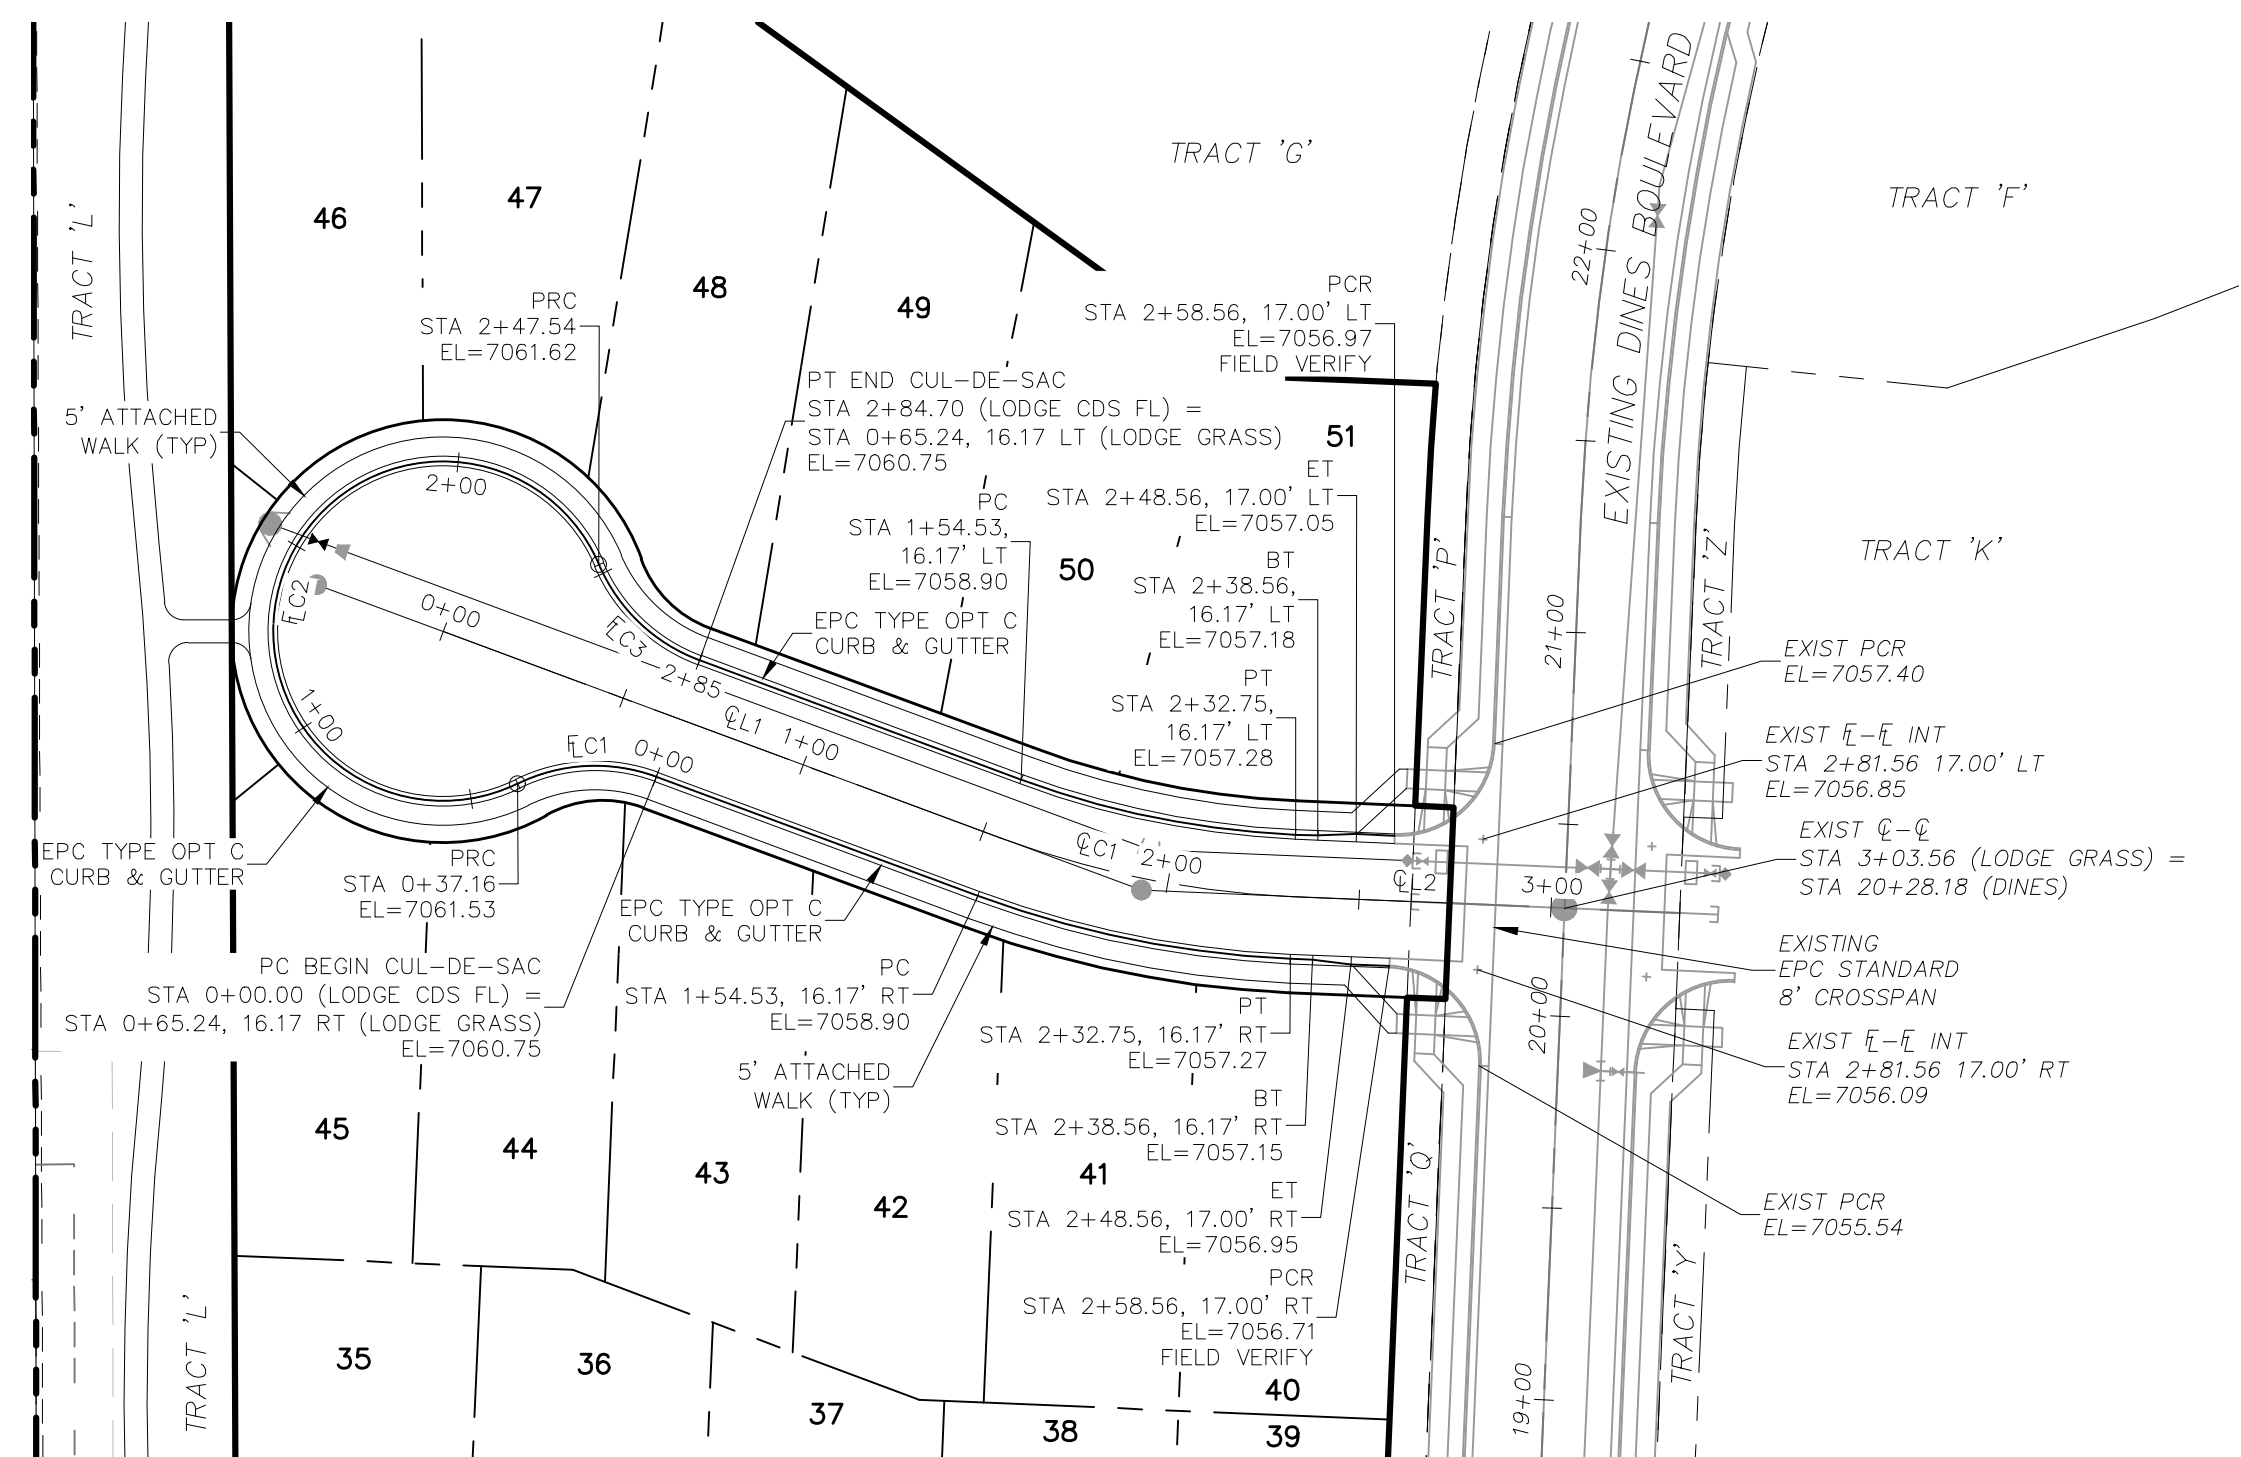 TRACT 'L'
46
47
48
49
TRACT 'G'
EXISTING DINES BOULEVARD
TRACT 'F'
22+00
PRC
STA 2+47.54
EL=7061.62
PCR
STA 2+58.56, 17.00' LT
EL=7056.97
FIELD VERIFY
PT END CUL-DE-SAC
STA 2+84.70 (LODGE CDS FL) =
STA 0+65.24, 16.17 LT (LODGE GRASS)
EL=7060.75
51
5' ATTACHED
WALK (TYP)
ET
STA 2+48.56, 17.00' LT
EL=7057.05
PC
STA 1+54.53,
16.17' LT
EL=7058.90
50
BT
STA 2+38.56,
16.17' LT
EL=7057.18
TRACT 'P'
TRACT 'Z'
TRACT 'K'
2+00
FLC2
0+00
FLC3
2+85
EPC TYPE OPT C
CURB & GUTTER
21+00
PT
STA 2+32.75,
16.17' LT
EL=7057.28
EXIST PCR
EL=7057.40
1+00
CLL1
1+00
FLC1
0+00
EXIST FL-FL INT
STA 2+81.56 17.00' LT
EL=7056.85
EPC TYPE OPT C
CURB & GUTTER
PRC
STA 0+37.16
EL=7061.53
CLC1
2+00
CLL2
3+00
EXIST CL-CL
STA 3+03.56 (LODGE GRASS) =
STA 20+28.18 (DINES)
EPC TYPE OPT C
CURB & GUTTER
PC BEGIN CUL-DE-SAC
STA 0+00.00 (LODGE CDS FL) =
STA 0+65.24, 16.17 RT (LODGE GRASS)
EL=7060.75
PC
STA 1+54.53, 16.17' RT
EL=7058.90
EXISTING
EPC STANDARD
8' CROSSPAN
20+00
PT
STA 2+32.75, 16.17' RT
EL=7057.27
5' ATTACHED
WALK (TYP)
EXIST FL-FL INT
STA 2+81.56 17.00' RT
EL=7056.09
BT
STA 2+38.56, 16.17' RT
EL=7057.15
45
44
43
42
41
TRACT 'Q'
ET
STA 2+48.56, 17.00' RT
EL=7056.95
EXIST PCR
EL=7055.54
PCR
STA 2+58.56, 17.00' RT
EL=7056.71
FIELD VERIFY
TRACT 'L'
TRACT 'Y'
35
36
37
38
40
39
19+00